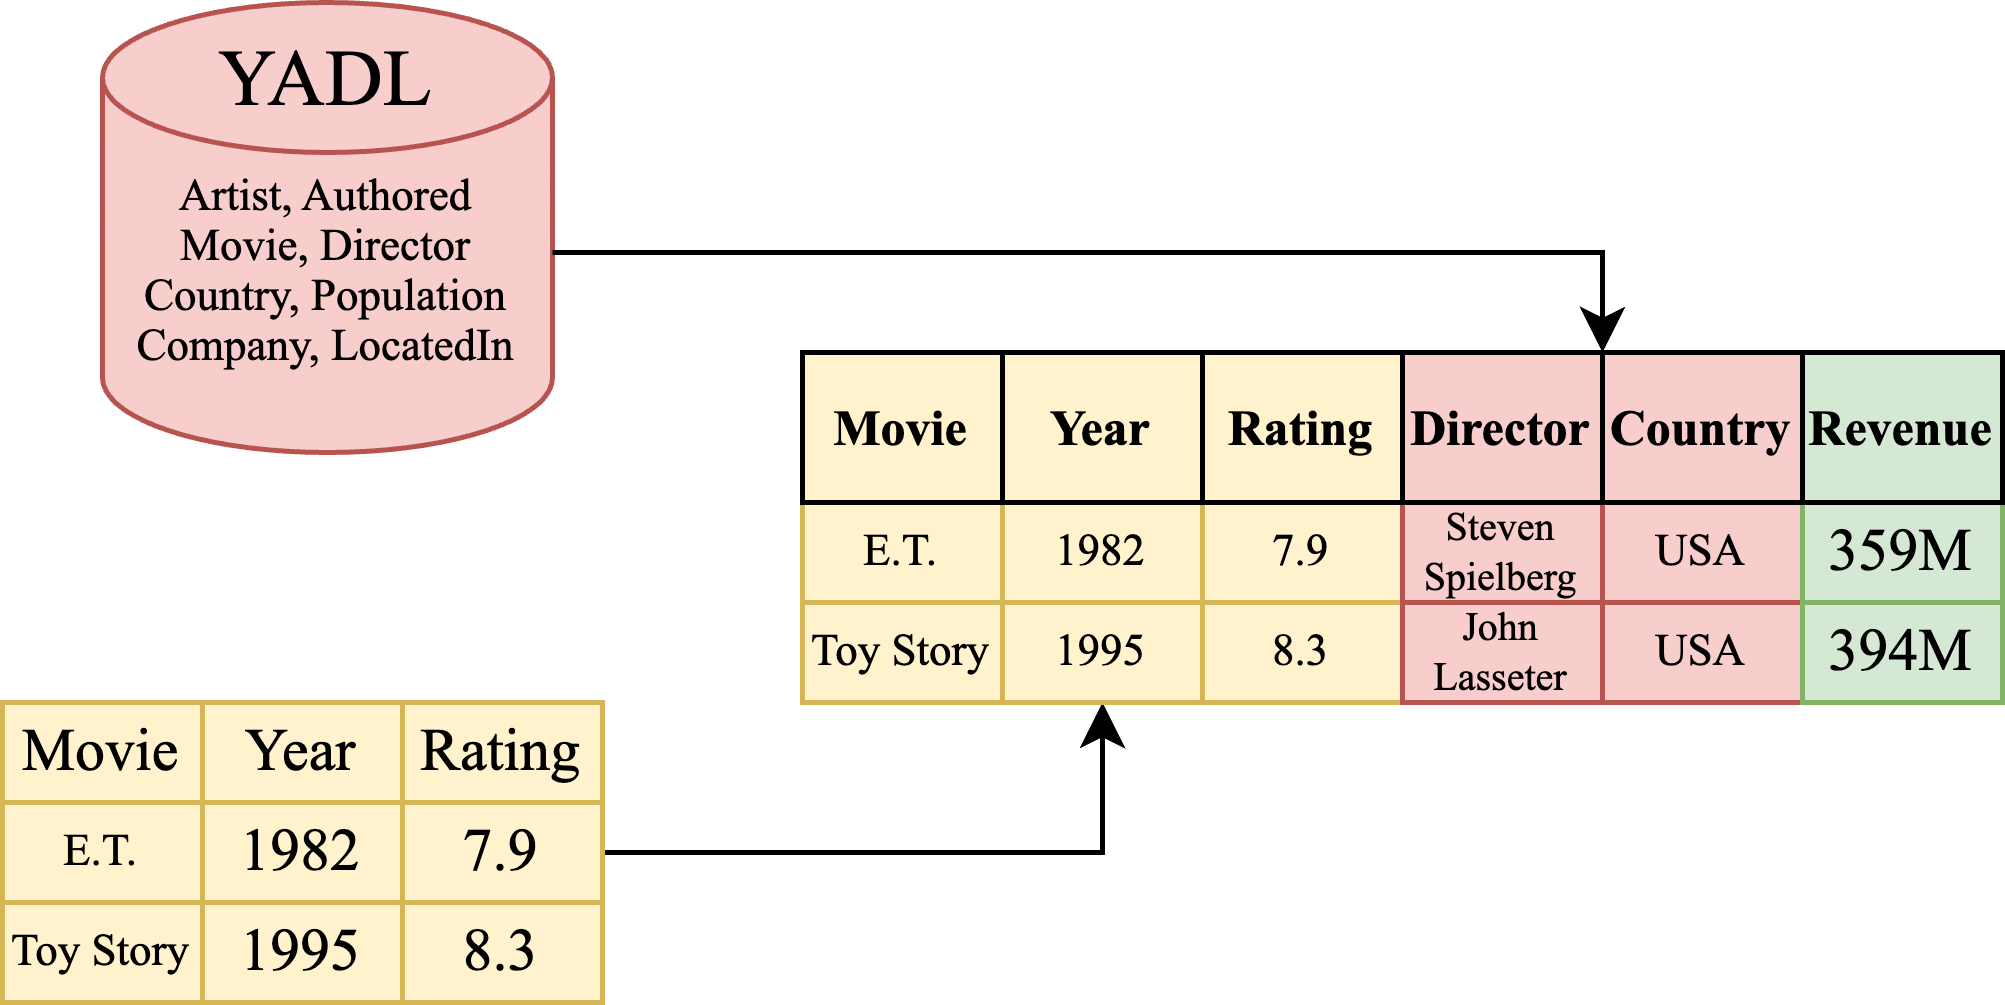 YADL
Artist, Authored
Movie, Director
Country, Population
Company, LocatedIn
Movie Year Rating Director Country Revenue
E.T. 1982 7.9 Steven Spielberg USA 359M
Toy Story 1995 8.3 John Lasseter USA 394M
Movie Year Rating
E.T. 1982 7.9
Toy Story 1995 8.3